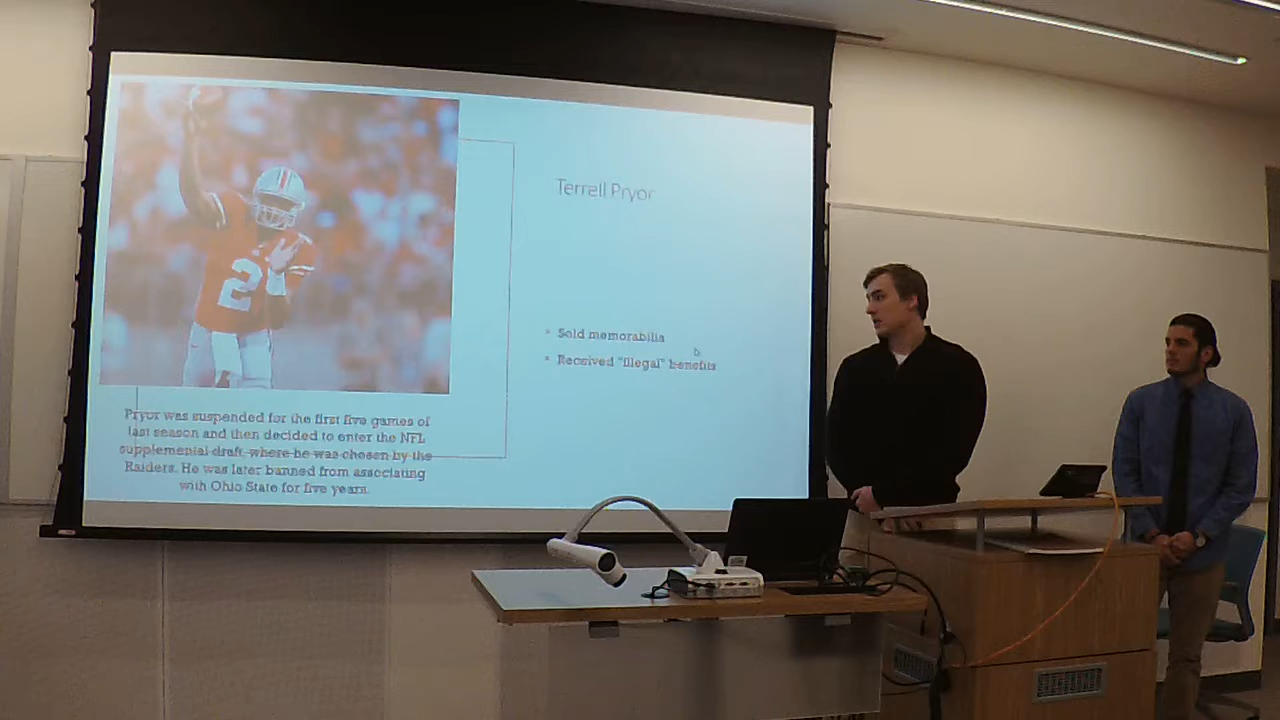 Terrell Pryor
2
Sold memorabilia
Received "illegal" benefits
Pryor was suspended for the first five games of
last season and then decided to enter the NFL
supplemental draft, where he was chosen by the
Raiders. He was later banned from associating
with Ohio State for five years.